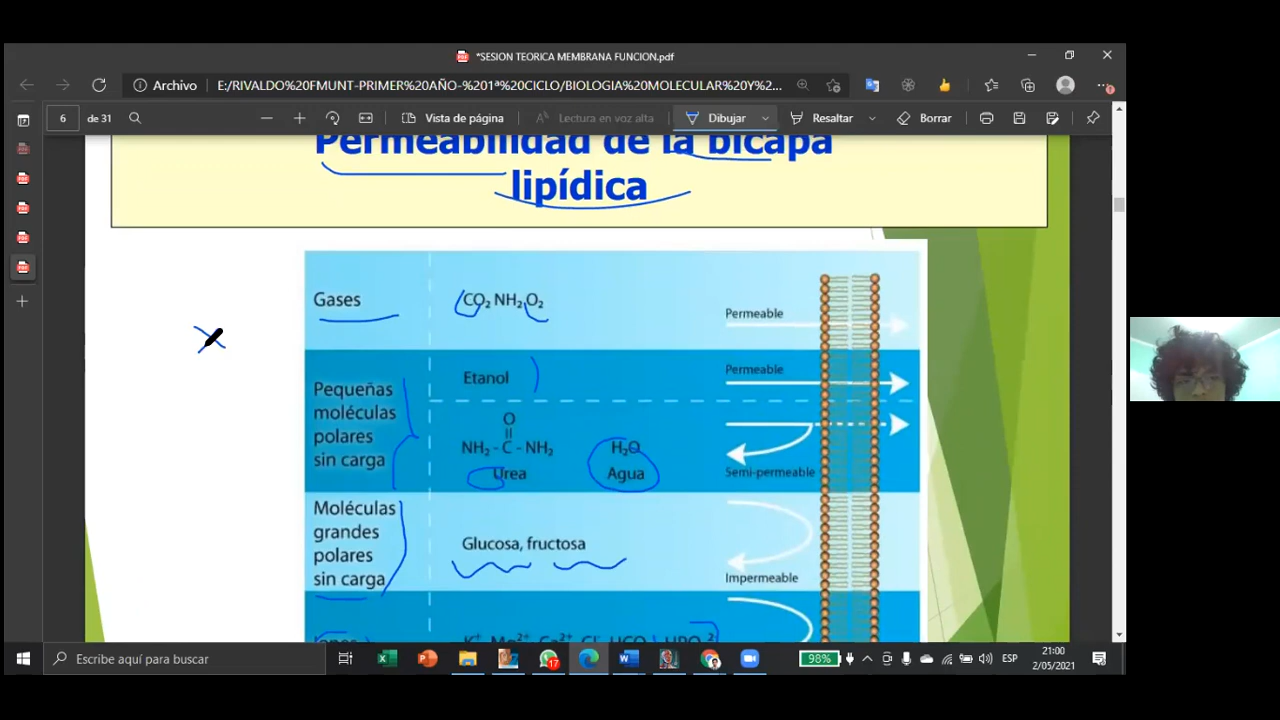 *SESION TEORICA MEMBRANA FUNCION.pdf
Archivo
E:/RIVALDO%20FMUNT-PRIMER%20AÑO-%201ª%20CICLO/BIOLOGIA%20MOLECULAR%20Y%2...
6 de 31
Vista de página
Lectura en voz alta
Dibujar
Resaltar
Borrar
Permeabilidad de la bicapa
lipídica
Gases
CO2 NH2 O2
Permeable
Pequeñas
moléculas
polares
sin carga
Etanol
Permeable
O
NH2 - C - NH2
Urea
H2O
Agua
Semi-permeable
Moléculas
grandes
polares
sin carga
Glucosa, fructosa
Impermeable
Escribe aquí para buscar
17
98%
ESP
21:00
2/05/2021